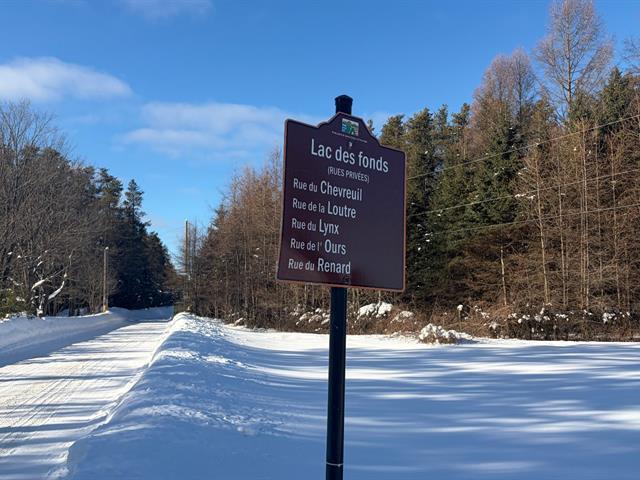 Lac des fonds
(RUES PRIVÉES)
Rue du Chevreuil
Rue de la Loutre
Rue du Lynx
Rue de l'Ours
Rue du Renard